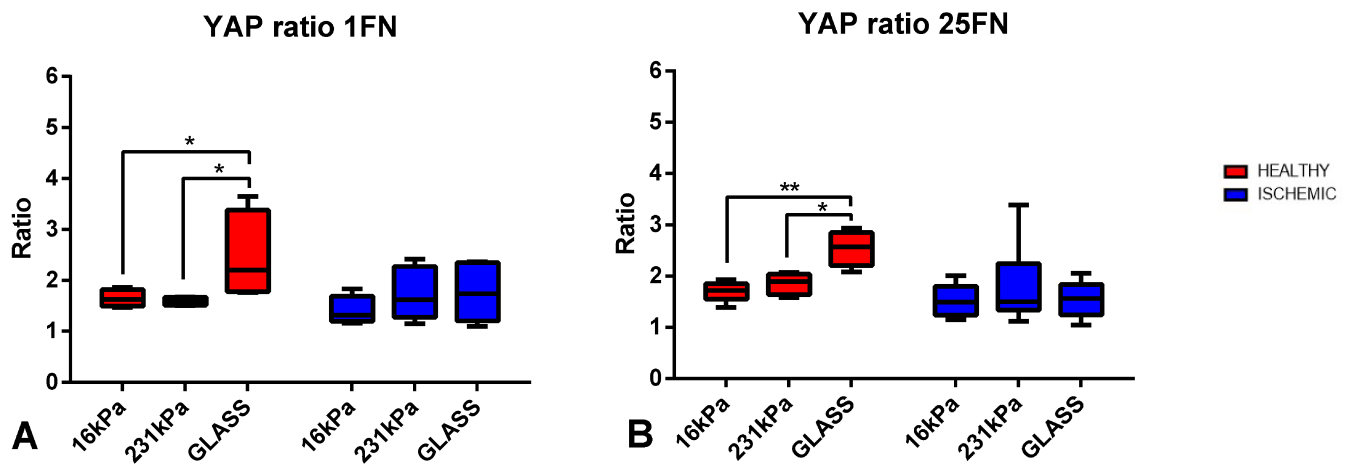 YAP ratio 1FN
Ratio
6
5
4
3
2
1
0
*
*
16kPa
231kPa
GLASS
16kPa
231kPa
GLASS
A
YAP ratio 25FN
Ratio
6
5
4
3
2
1
0
**
*
16kPa
231kPa
GLASS
16kPa
231kPa
GLASS
B
HEALTHY
ISCHEMIC